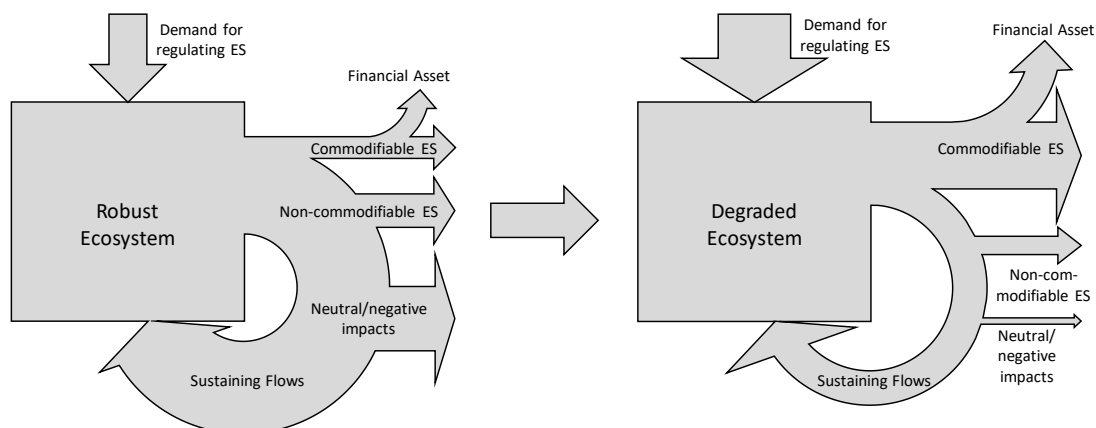 Demand for
regulating ES
Financial Asset
Commodifiable ES
Non-commodifiable ES
Robust
Ecosystem
Neutral/negative
impacts
Sustaining Flows
Demand for
regulating ES
Financial Asset
Commodifiable ES
Degraded
Ecosystem
Non-com-
modifiable ES
Neutral/
negative
impacts
Sustaining Flows